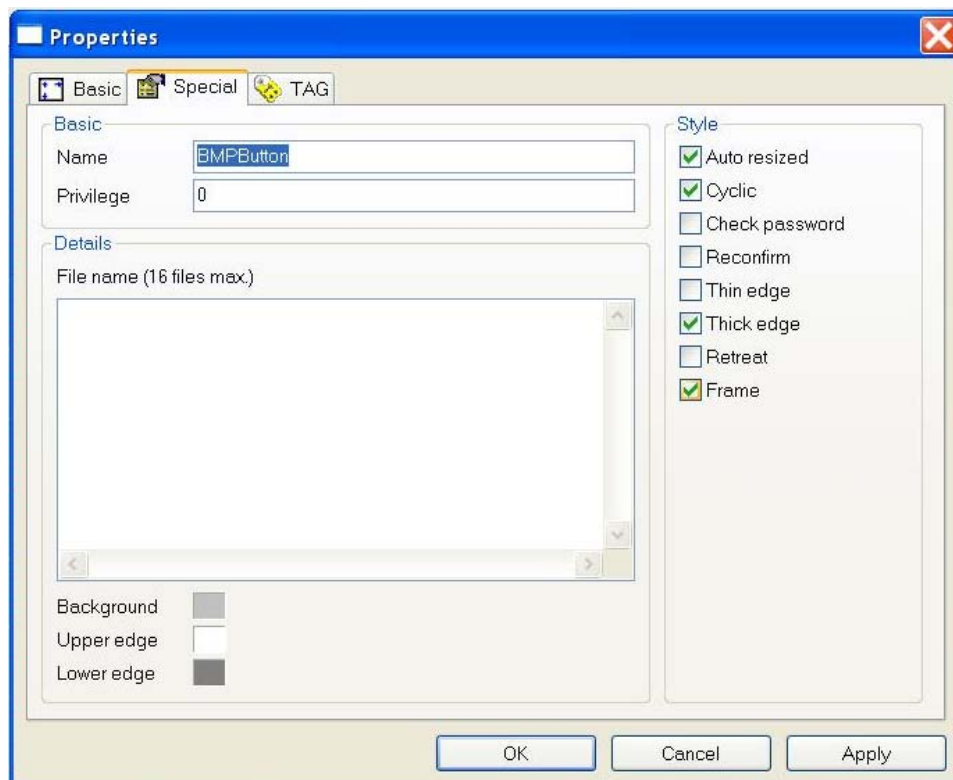 Properties
Basic Special TAG
Basic
Name BMPButton
Privilege 0
Details
File name (16 files max.)
Background
Upper edge
Lower edge
Style
Auto resized
Cyclic
Check password
Reconfirm
Thin edge
Thick edge
Retreat
Frame
OK Cancel Apply